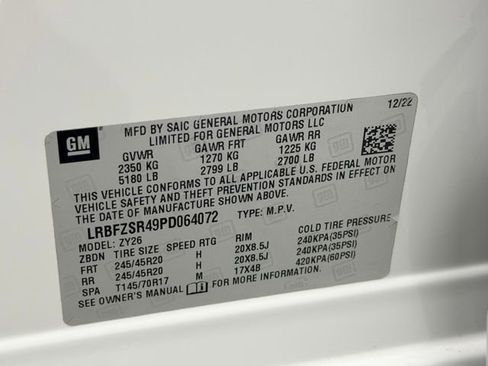 GM
12/22
MFD BY SAIC GENERAL MOTORS CORPORATION
LIMITED FOR GENERAL MOTORS LLC
GVWR GAWR FRT GAWR RR
2350 KG 1270 KG 1225 KG
5180 LB 2799 LB 2700 LB
THIS VEHICLE CONFORMS TO ALL APPLICABLE U.S. FEDERAL MOTOR
VEHICLE SAFETY AND THEFT PREVENTION STANDARDS IN EFFECT ON
THE DATE OF MANUFACTURE SHOWN ABOVE.
LRBFZSR49PD064072 TYPE: M.P.V.
MODEL: ZY26
ZBDN TIRE SIZE SPEED RTG RIM COLD TIRE PRESSURE
FRT 245/45R20 H 20X8.5J 240KPA(35PSI)
RR 245/45R20 H 20X8.5J 240KPA(35PSI)
SPA T145/70R17 M 17X4B 420KPA(60PSI)
SEE OWNER'S MANUAL FOR MORE INFORMATION.